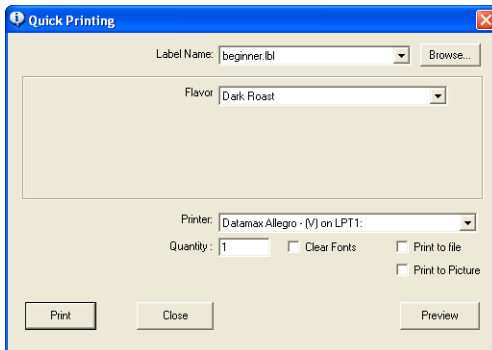 Quick Printing
Label Name: beginner.lbl Browse...
Flavor Dark Roast
Printer: Datamax Allegro - (V) on LPT1:
Quantity : 1 Clear Fonts Print to file
Print to Picture
Print Close Preview